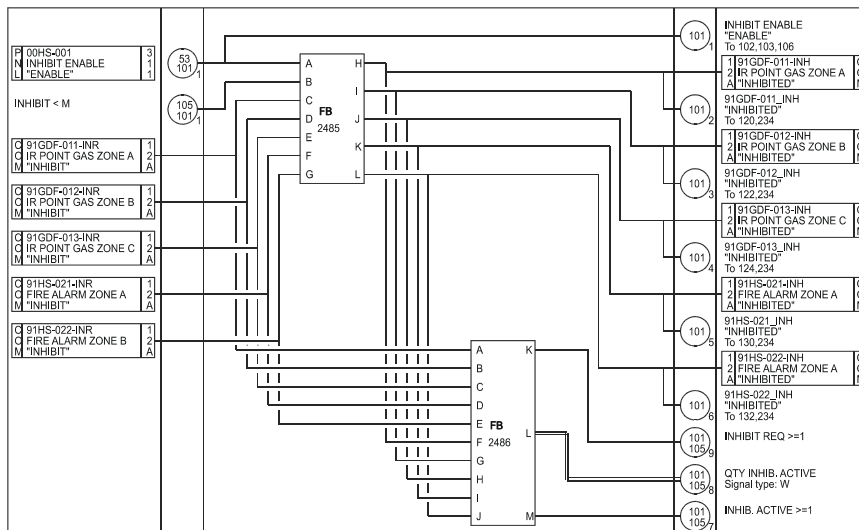 P 00HS-001 3
N INHIBIT ENABLE 1
L "ENABLE" 1
53
101 1
INHIBIT < M
105
101 1
C 91GDF-011-INR 1
C IR POINT GAS ZONE A 2
M "INHIBIT" A
C 91GDF-012-INR 1
C IR POINT GAS ZONE B 2
M "INHIBIT" A
C 91GDF-013-INR 1
C IR POINT GAS ZONE C 2
M "INHIBIT" A
C 91HS-021-INR 1
C FIRE ALARM ZONE A 2
M "INHIBIT" A
C 91HS-022-INR 1
C FIRE ALARM ZONE B 2
M "INHIBIT" A
A H
B
C I
FB
D J
2485
E
F K
G L
A K
B
C
D
E FB L
F 2486
G
H
I
J M
101 1
INHIBIT ENABLE
"ENABLE"
To 102,103,106
1 91GDF-011-INH
2 IR POINT GAS ZONE A
A "INHIBITED"
101 2
91GDF-011_INH
"INHIBITED"
To 120,234
1 91GDF-012-INH
2 IR POINT GAS ZONE B
A "INHIBITED"
101 3
91GDF-012_INH
"INHIBITED"
To 122,234
1 91GDF-013-INH
2 IR POINT GAS ZONE C
A "INHIBITED"
101 4
91GDF-013_INH
"INHIBITED"
To 124,234
1 91HS-021-INH
2 FIRE ALARM ZONE A
A "INHIBITED"
101 5
91HS-021_INH
"INHIBITED"
To 130,234
1 91HS-022-INH
2 FIRE ALARM ZONE A
A "INHIBITED"
101 6
91HS-022_INH
"INHIBITED"
To 132,234
101
105 9
INHIBIT REQ >=1
101
105 8
QTY INHIB. ACTIVE
Signal type: W
101
105 7
INHIB. ACTIVE >=1